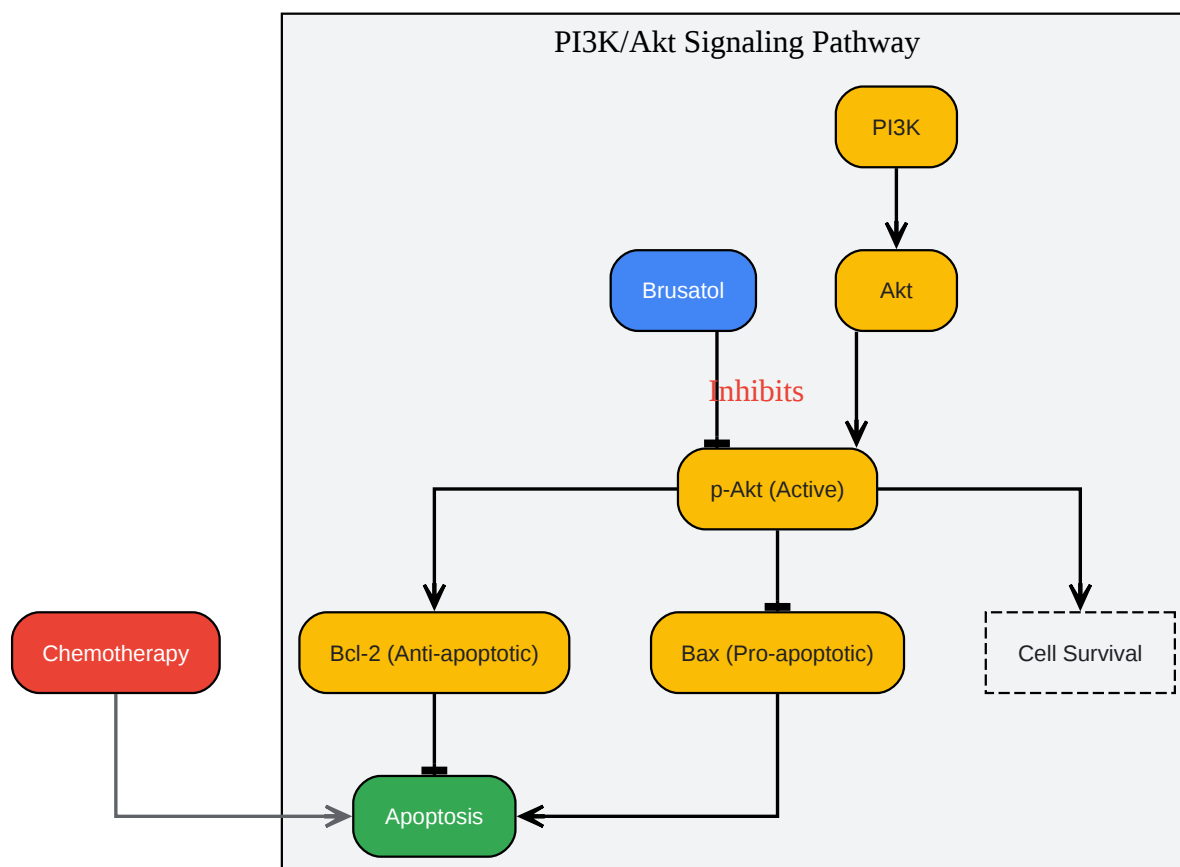 PI3K/Akt Signaling Pathway
PI3K
Brusatol
Akt
Inhibits
p-Akt (Active)
Chemotherapy
Bcl-2 (Anti-apoptotic)
Bax (Pro-apoptotic)
Cell Survival
Apoptosis